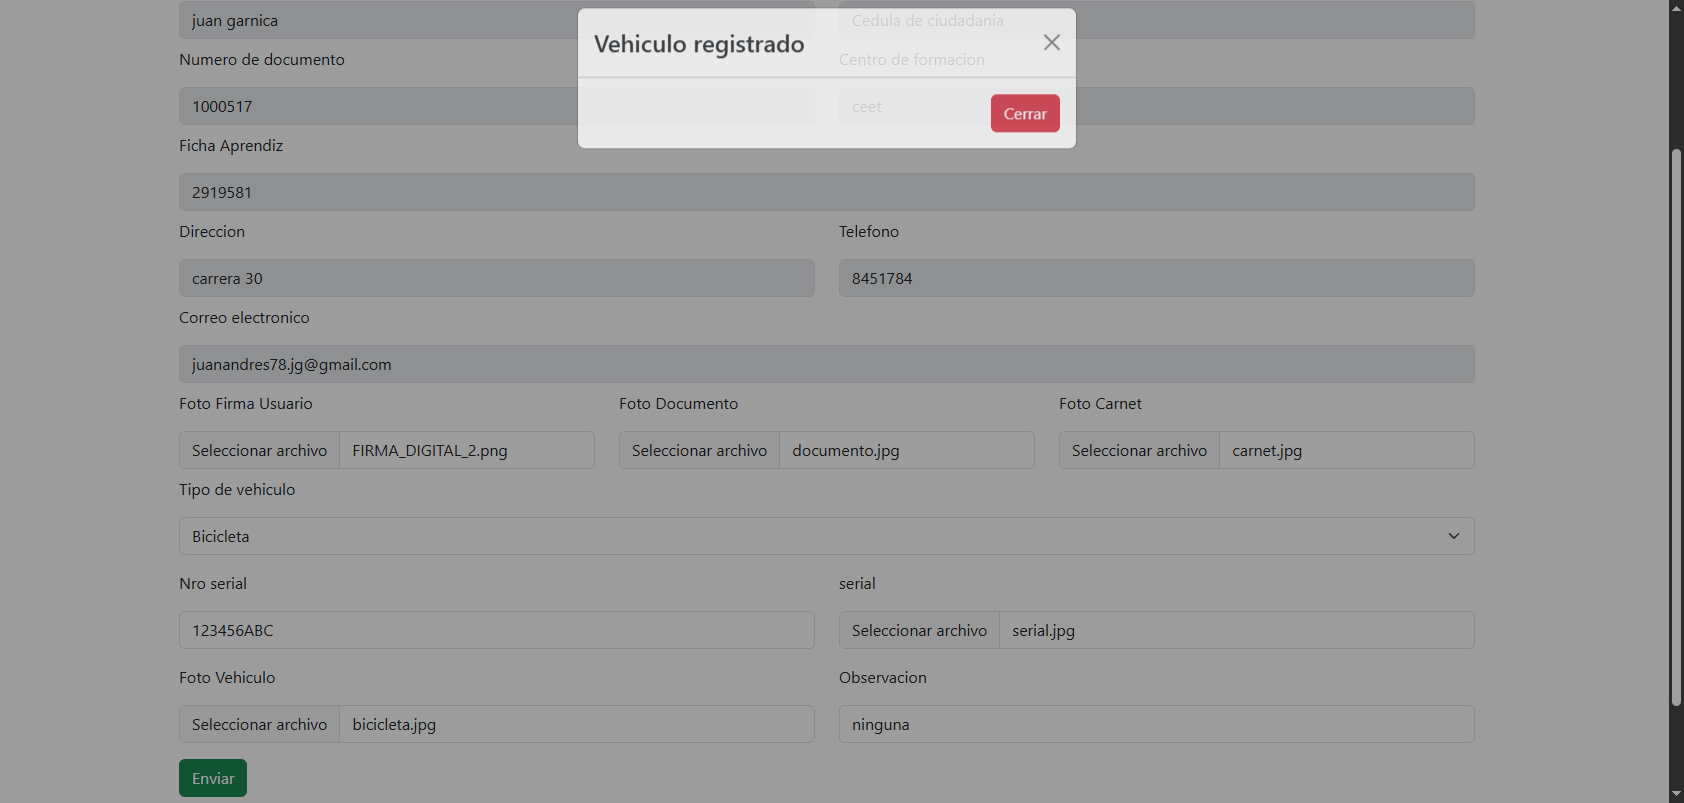 Vehiculo registrado
Cerrar
juan garnica
Cedula de ciudadania
Numero de documento
Centro de formacion
1000517
ceet
Ficha Aprendiz
2919581
Direccion
Telefono
carrera 30
8451784
Correo electronico
juanandres78.jg@gmail.com
Foto Firma Usuario
Foto Documento
Foto Carnet
Seleccionar archivo FIRMA_DIGITAL_2.png
Seleccionar archivo documento.jpg
Seleccionar archivo carnet.jpg
Tipo de vehiculo
Bicicleta
Nro serial
serial
123456ABC
Seleccionar archivo serial.jpg
Foto Vehiculo
Observacion
Seleccionar archivo bicicleta.jpg
ninguna
Enviar